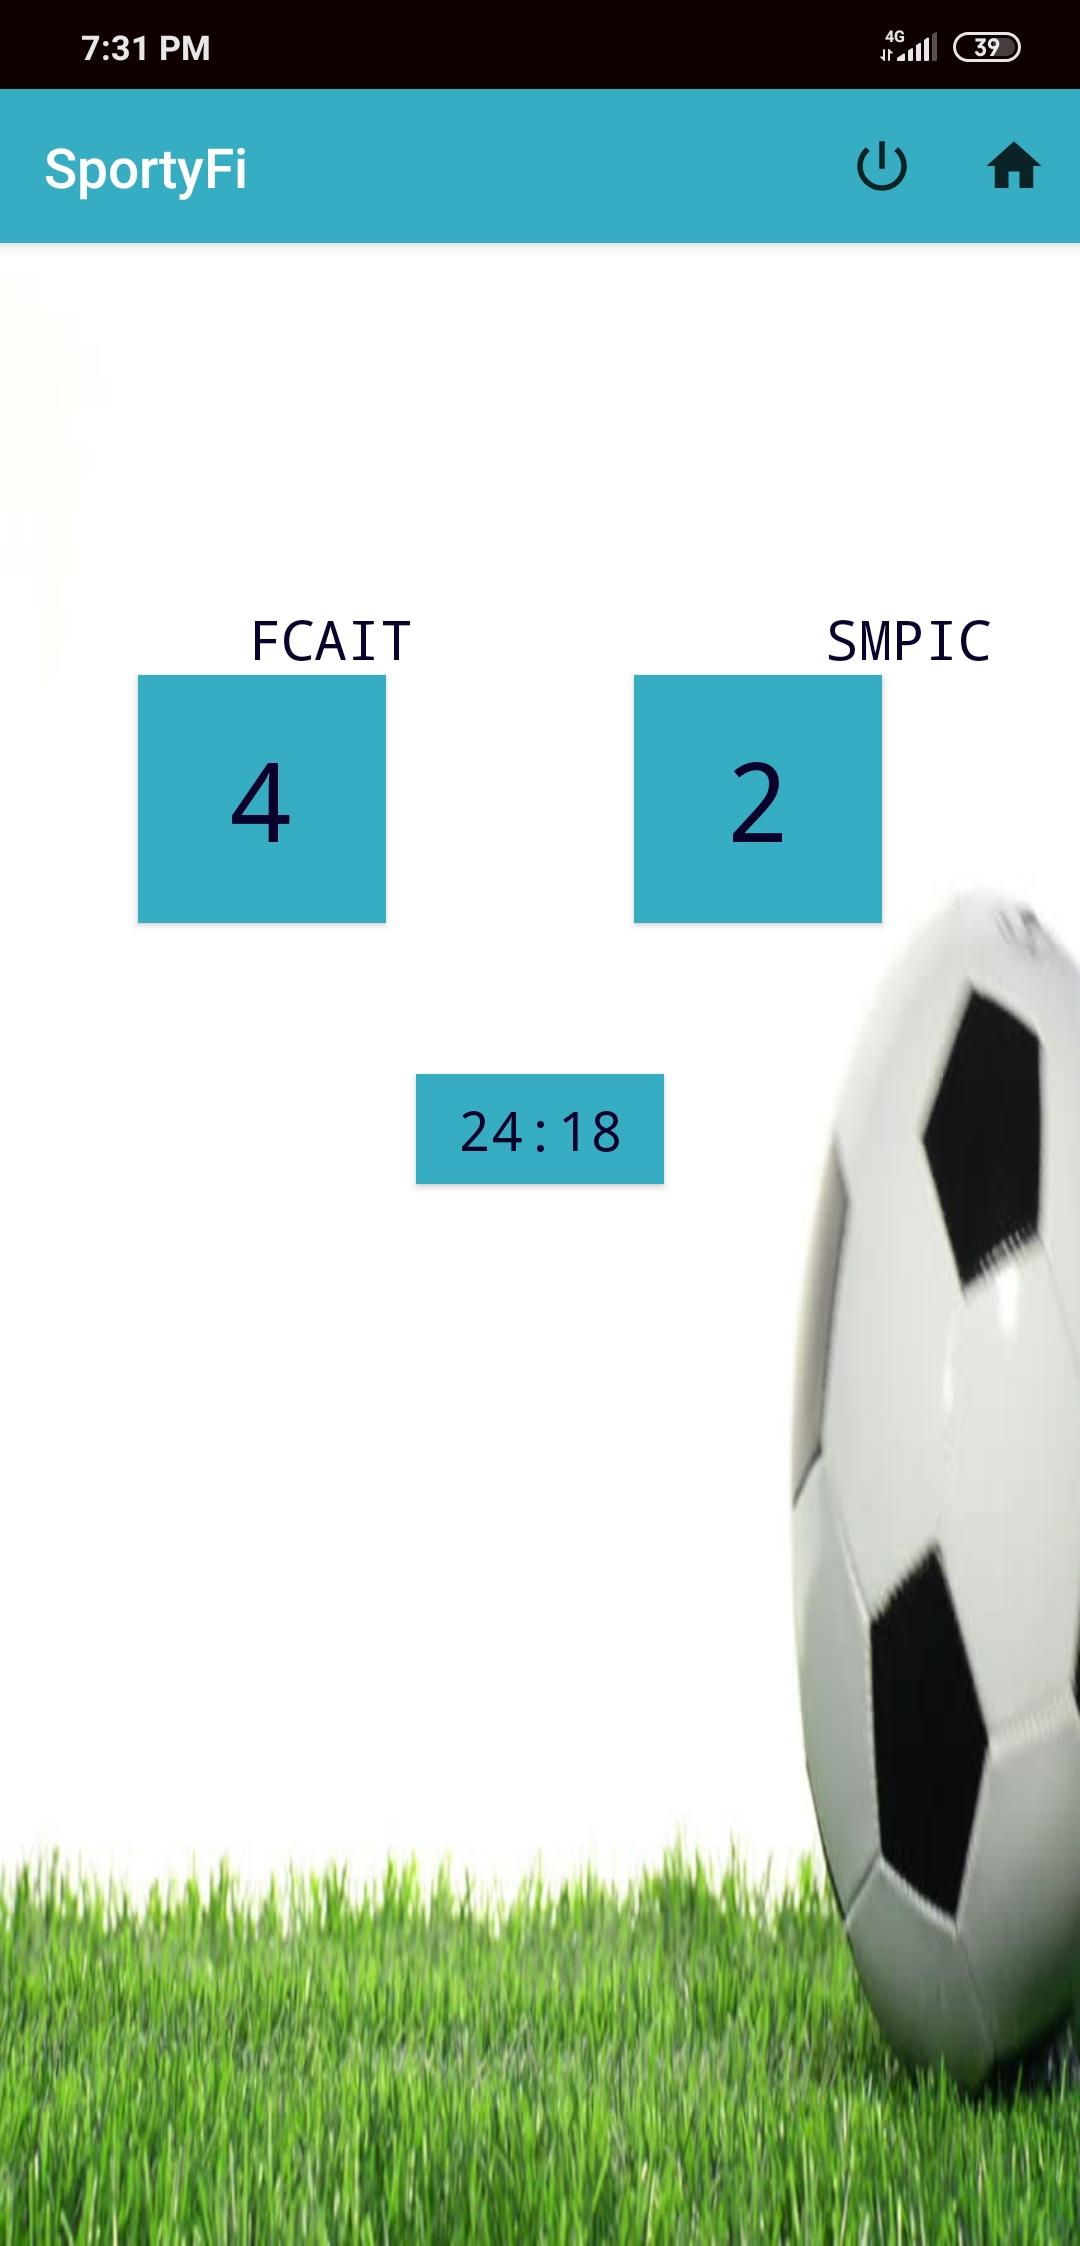 7:31 PM 4G 39
SportyFi
FCAIT SMPIC
4 2
24:18